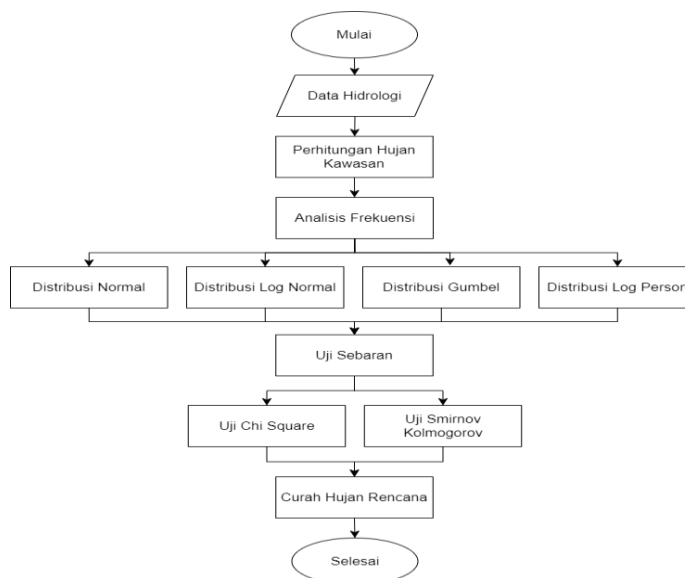 Mulai
Data Hidrologi
Perhitungan Hujan
Kawasan
Analisis Frekuensi
Distribusi Normal
Distribusi Log Normal
Distribusi Gumbel
Distribusi Log Person
Uji Sebaran
Uji Chi Square
Uji Smirnov
Kolmogorov
Curah Hujan Rencana
Selesai